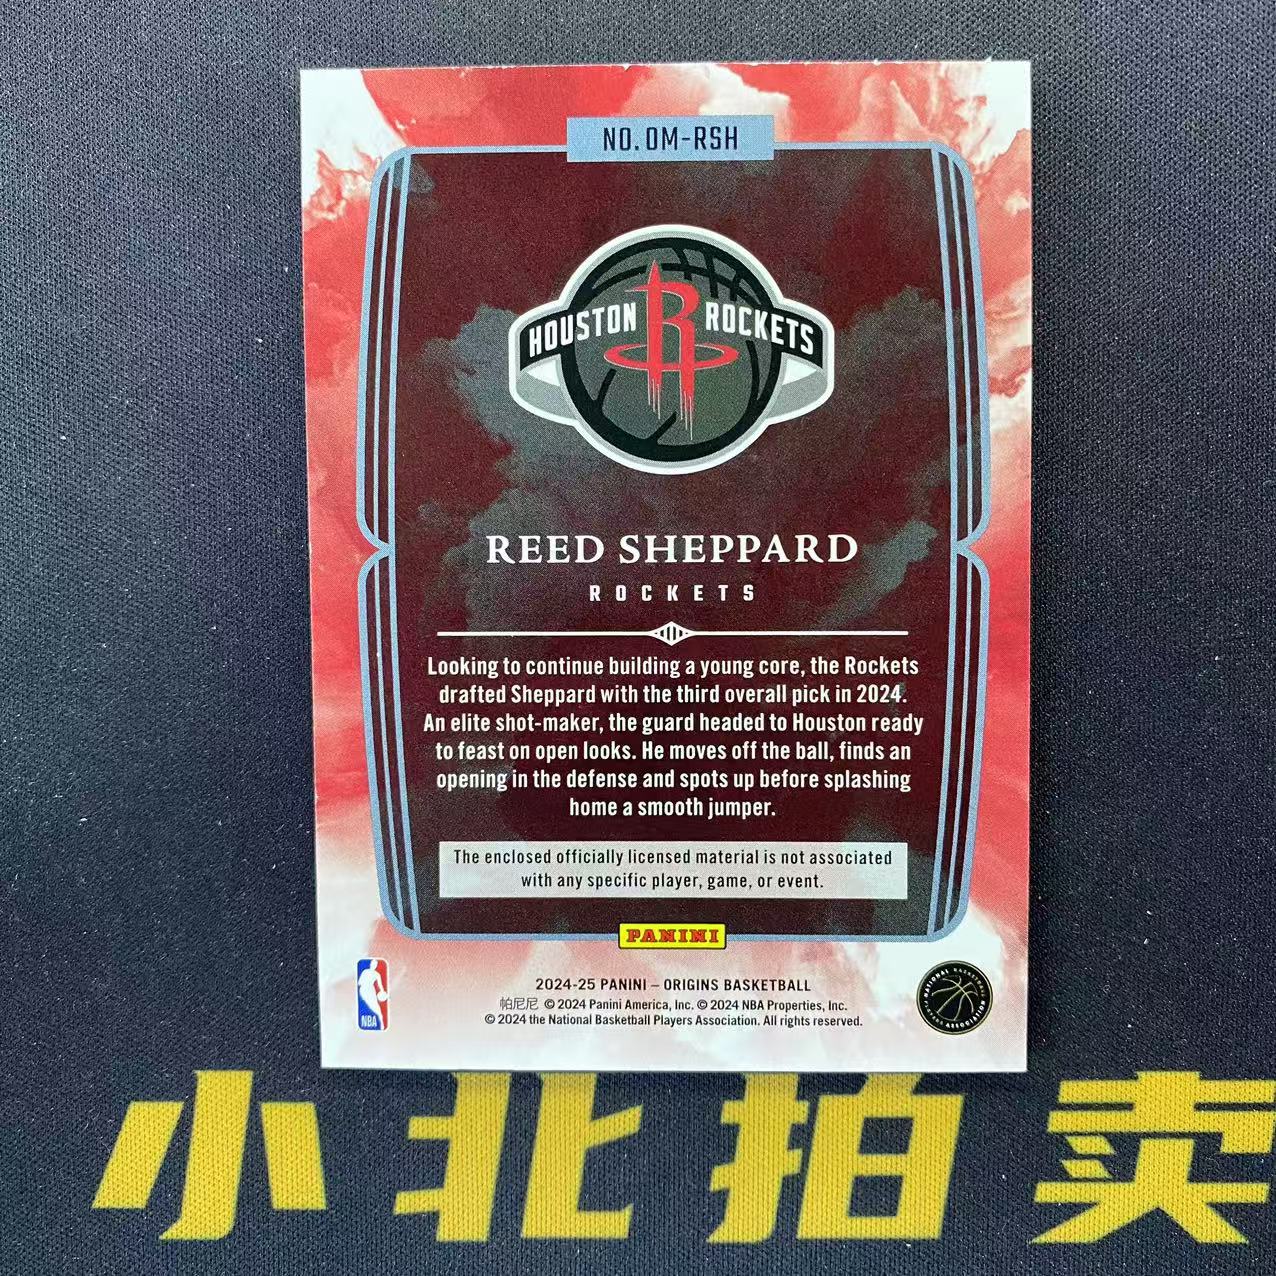 NO. OM-RSH
HOUSTON ROCKETS
REED SHEPPARD
ROCKETS
Looking to continue building a young core, the Rockets
drafted Sheppard with the third overall pick in 2024.
An elite shot-maker, the guard headed to Houston ready
to feast on open looks. He moves off the ball, finds an
opening in the defense and spots up before splashing
home a smooth jumper.
The enclosed officially licensed material is not associated
with any specific player, game, or event.
PANINI
2024-25 PANINI – ORIGINS BASKETBALL
帕尼尼 © 2024 Panini America, Inc. © 2024 NBA Properties, Inc.
© 2024 the National Basketball Players Association. All rights reserved.
NBA
NATIONAL BASKETBALL
PLAYERS ASSOCIATION
小北拍卖